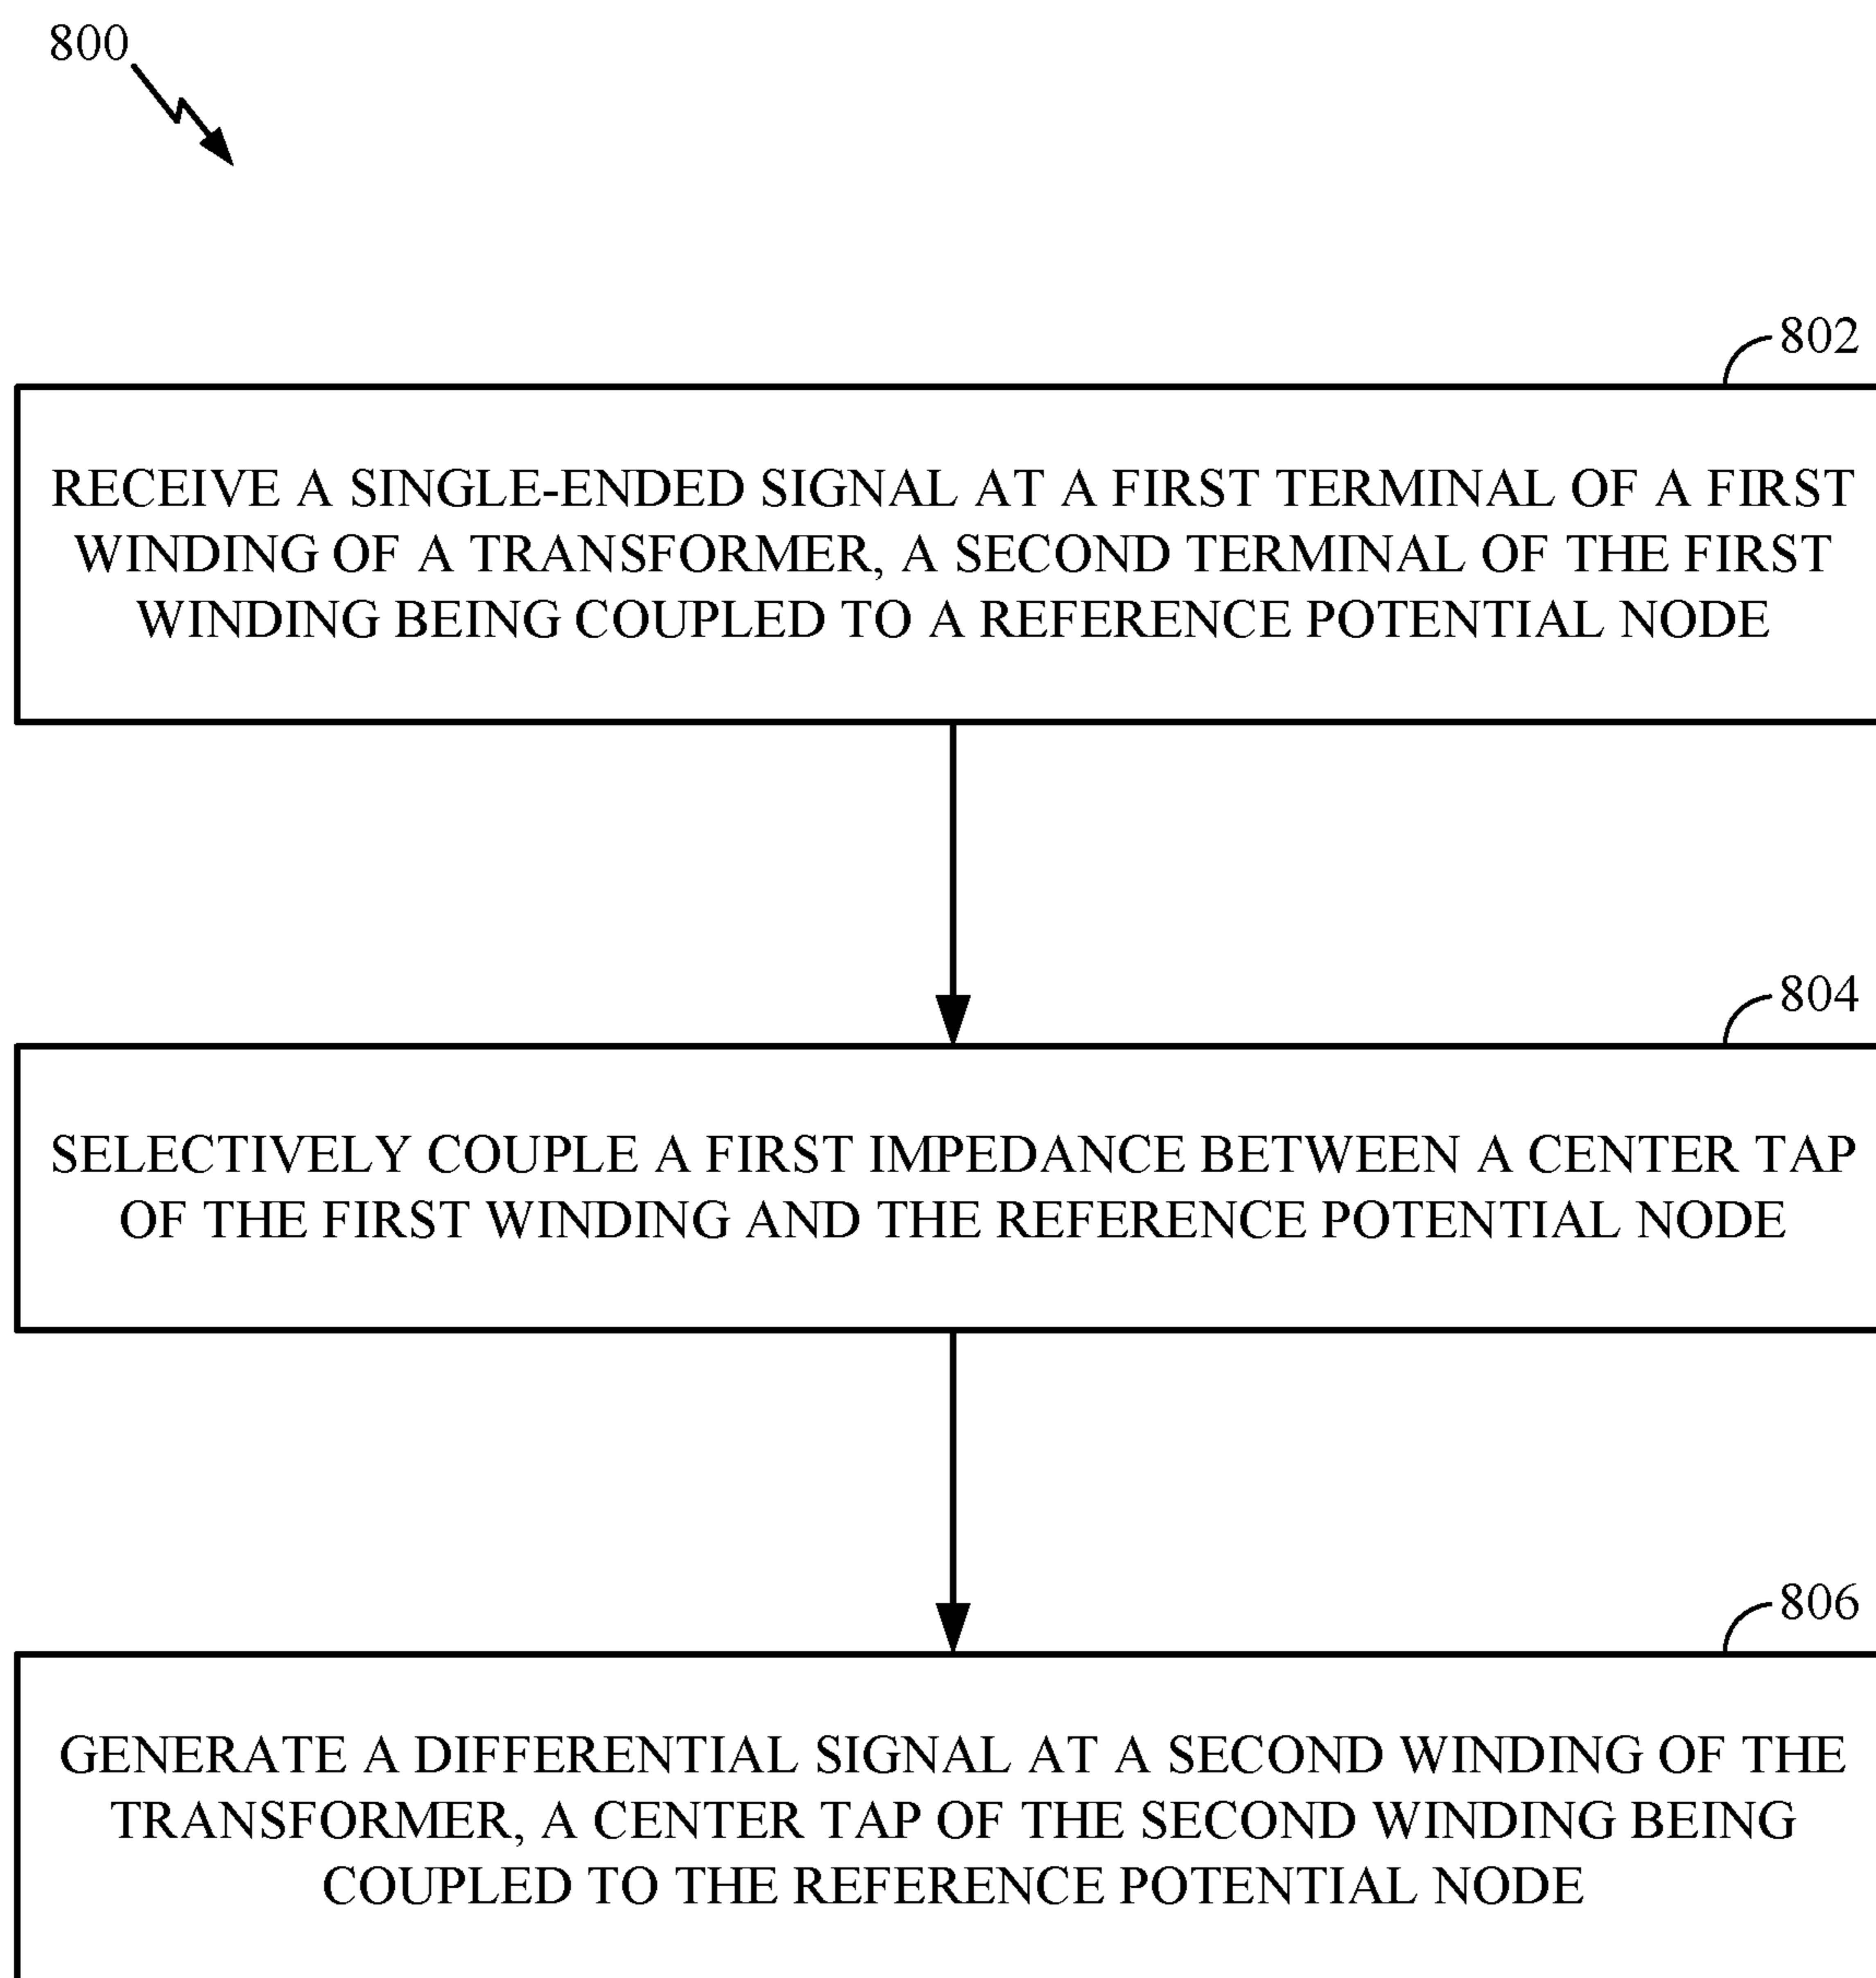 800
802
RECEIVE A SINGLE-ENDED SIGNAL AT A FIRST TERMINAL OF A FIRST
WINDING OF A TRANSFORMER, A SECOND TERMINAL OF THE FIRST
WINDING BEING COUPLED TO A REFERENCE POTENTIAL NODE
804
SELECTIVELY COUPLE A FIRST IMPEDANCE BETWEEN A CENTER TAP
OF THE FIRST WINDING AND THE REFERENCE POTENTIAL NODE
806
GENERATE A DIFFERENTIAL SIGNAL AT A SECOND WINDING OF THE
TRANSFORMER, A CENTER TAP OF THE SECOND WINDING BEING
COUPLED TO THE REFERENCE POTENTIAL NODE